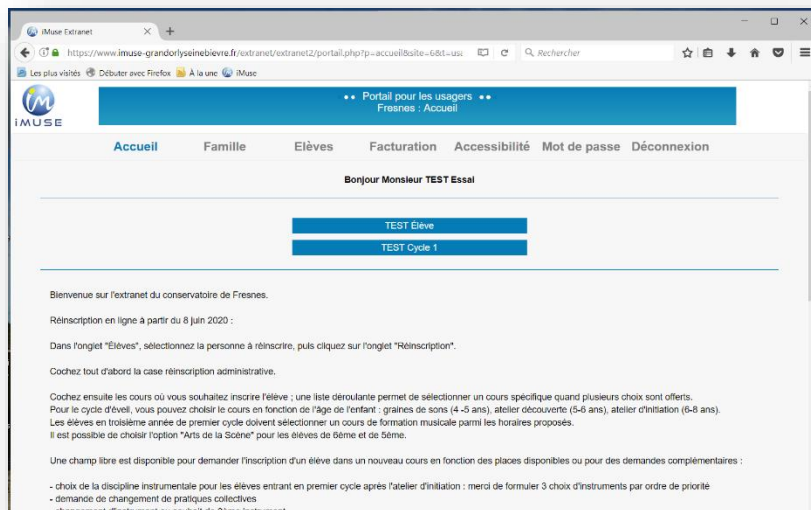 iMuse Extranet
https://www.imuse-grandorlyseinebievre.fr/extranet/extranet2/portail.php?p=accueil&site=6&t=usa
Rechercher
Les plus visités Débuter avec Firefox À la une iMuse
iMUSE
Portail pour les usagers
Fresnes : Accueil
Accueil Famille Elèves Facturation Accessibilité Mot de passe Déconnexion
Bonjour Monsieur TEST Essai
TEST Élève
TEST Cycle 1
Bienvenue sur l'extranet du conservatoire de Fresnes.
Réinscription en ligne à partir du 8 juin 2020 :
Dans l'onglet "Élèves", sélectionnez la personne à réinscrire, puis cliquez sur l'onglet "Réinscription".
Cochez tout d'abord la case réinscription administrative.
Cochez ensuite les cours où vous souhaitez inscrire l'élève ; une liste déroulante permet de sélectionner un cours spécifique quand plusieurs choix sont offerts.
Pour le cycle d'éveil, vous pouvez choisir le cours en fonction de l'âge de l'enfant : graines de sons (4 -5 ans), atelier découverte (5-6 ans), atelier d'initiation (6-8 ans).
Les élèves en troisième année de premier cycle doivent sélectionner un cours de formation musicale parmi les horaires proposés.
Il est possible de choisir l'option "Arts de la Scène" pour les élèves de 6ème et de 5ème.
Une champ libre est disponible pour demander l'inscription d'un élève dans un nouveau cours en fonction des places disponibles ou pour des demandes complémentaires :
- choix de la discipline instrumentale pour les élèves entrant en premier cycle après l'atelier d'initiation : merci de formuler 3 choix d'instruments par ordre de priorité
- demande de changement de pratiques collectives